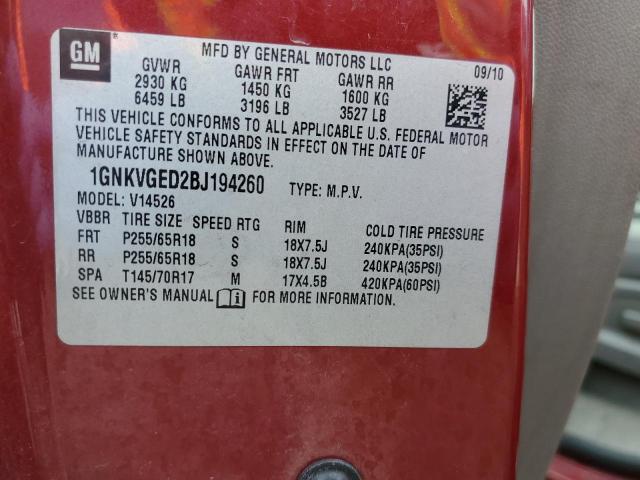 GM
MFD BY GENERAL MOTORS LLC
09/10
GVWR GAWR FRT GAWR RR
2930 KG 1450 KG 1600 KG
6459 LB 3196 LB 3527 LB
THIS VEHICLE CONFORMS TO ALL APPLICABLE U.S. FEDERAL MOTOR
VEHICLE SAFETY STANDARDS IN EFFECT ON THE DATE OF
MANUFACTURE SHOWN ABOVE.
1GNKVGED2BJ194260 TYPE: M.P.V.
MODEL: V14526
VBBR TIRE SIZE SPEED RTG RIM COLD TIRE PRESSURE
FRT P255/65R18 S 18X7.5J 240KPA(35PSI)
RR P255/65R18 S 18X7.5J 240KPA(35PSI)
SPA T145/70R17 M 17X4.5B 420KPA(60PSI)
SEE OWNER'S MANUAL FOR MORE INFORMATION.